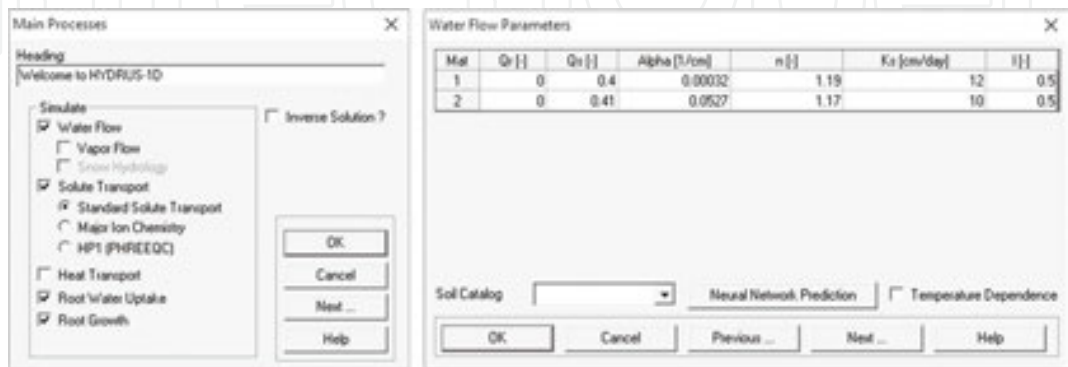 Main Processes
Heading:
Welcome to HYDRUS-1D
Simulate
Water Flow
Vapor Flow
Snow Hydrology
Solute Transport
Standard Solute Transport
Major Ion Chemistry
HP1 (PHREEQC)
Heat Transport
Root Water Uptake
Root Growth
Inverse Solution ?
OK
Cancel
Next ...
Help
Water Flow Parameters
Mat Qr [-] Qs [-] Alpha [1/cm] n [-] Ks [cm/day] l [-]
1 0 0.4 0.00032 1.19 12 0.5
2 0 0.41 0.0527 1.17 10 0.5
Soil Catalog
Neural Network Prediction
Temperature Dependence
OK Cancel Previous ... Next ... Help